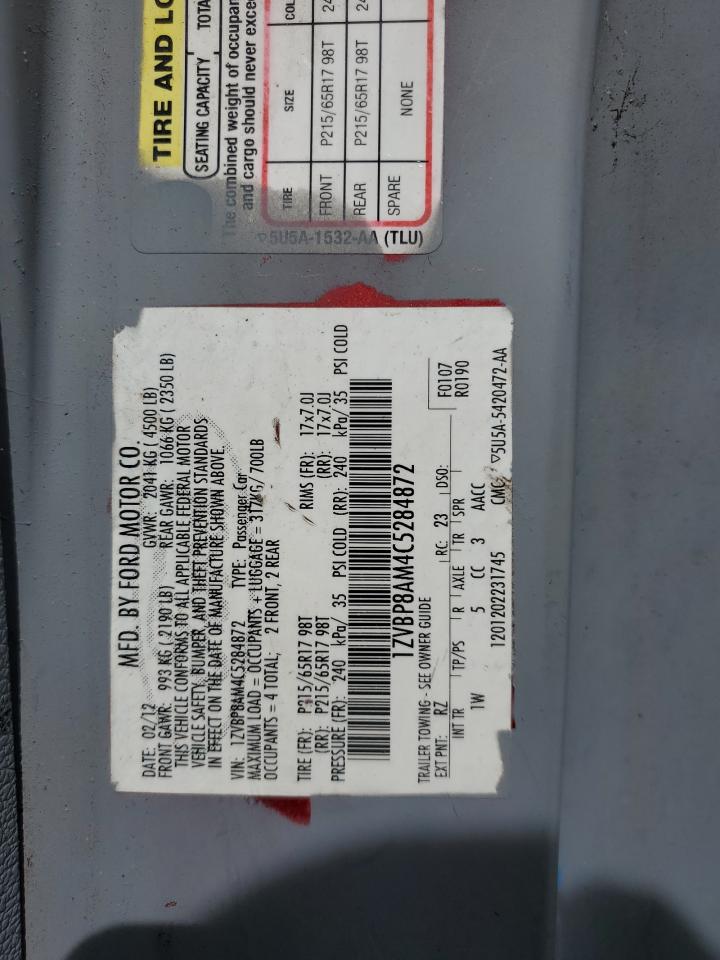 TIRE AND LO
SEATING CAPACITY TOTA
The combined weight of occupan
and cargo should never excee
TIRE SIZE COL
FRONT P215/65R17 98T 24
REAR P215/65R17 98T 24
SPARE NONE
5U5A-1532-AA (TLU)
MFD. BY FORD MOTOR CO.
DATE: 02/12 GVWR: 2041 KG ( 4500 LB)
FRONT GAWR: 993 KG ( 2190 LB) REAR GAWR: 1066 KG ( 2350 LB)
THIS VEHICLE CONFORMS TO ALL APPLICABLE FEDERAL MOTOR
VEHICLE SAFETY, BUMPER, AND THEFT PREVENTION STANDARDS
IN EFFECT ON THE DATE OF MANUFACTURE SHOWN ABOVE.
VIN: 1ZVBP8AM4C5284872 TYPE: Passenger Car
MAXIMUM LOAD = OCCUPANTS + LUGGAGE = 317KG/ 700LB
OCCUPANTS = 4 TOTAL; 2 FRONT, 2 REAR
TIRE (FR): P215/65R17 98T RIMS (FR): 17x7.0J
(RR): P215/65R17 98T (RR): 17x7.0J
PRESSURE (FR): 240 kPa/ 35 PSI COLD (RR): 240 kPa/ 35 PSI COLD
1ZVBP8AM4C5284872
TRAILER TOWING - SEE OWNER GUIDE
EXT PNT: RZ RC: 23 DSO: F0107
R0190
INT TR TP/PS R AXLE TR SPR
1W 5 CC 3 AACC
1201202231745 CMC 5U5A-5420472-AA